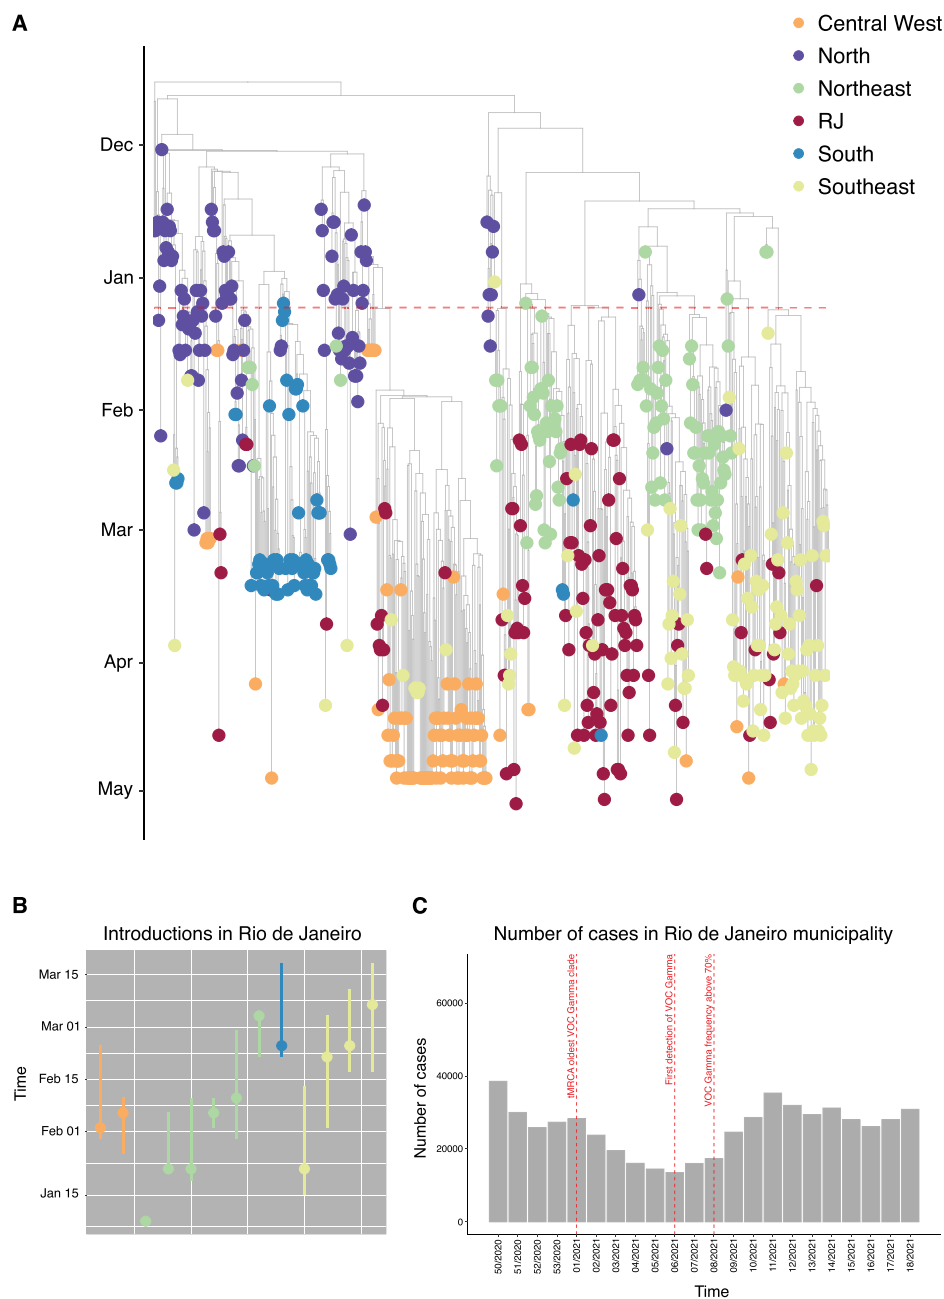 A
Central West
North
Northeast
RJ
South
Southeast
Dec
Jan
Feb
Mar
Apr
May
B
Introductions in Rio de Janeiro
Time
Mar 15
Mar 01
Feb 15
Feb 01
Jan 15
C
Number of cases in Rio de Janeiro municipality
Number of cases
60000
40000
20000
0
tMRCA oldest VOC Gamma clade
First detection of VOC Gamma
VOC Gamma frequency above 70%
50/2020
51/2020
52/2020
53/2020
01/2021
02/2021
03/2021
04/2021
05/2021
06/2021
07/2021
08/2021
09/2021
10/2021
11/2021
12/2021
13/2021
14/2021
15/2021
16/2021
17/2021
18/2021
Time